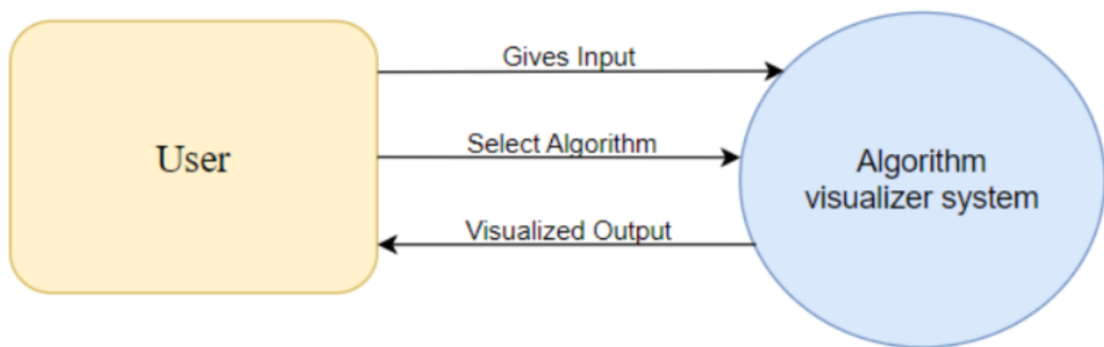 Gives Input
User
Select Algorithm
Algorithm
visualizer system
Visualized Output